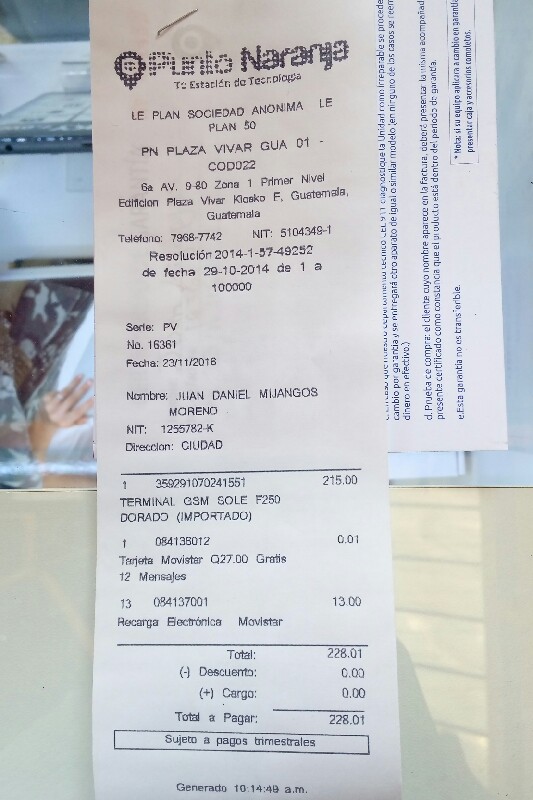 Punto Naranja
Tu Estación de Tecnología
LE PLAN SOCIEDAD ANONIMA LE
PLAN 50
PN PLAZA VIVAR GUA 01 -
COD022
6a AV. 9-80 Zona 1 Primer Nivel
Edificion Plaza Vivar Kiosko F, Guatemala,
Guatemala
Telefono: 7968-7742 NIT: 5104349-1
Resolución 2014-1-57-49252
de fecha 29-10-2014 de 1 a
100000
Serie: PV
No. 16361
Fecha: 23/11/2016
Nombre: JUAN DANIEL MIJANGOS
MORENO
NIT: 1255782-K
Direccion: CIUDAD
1 359291070241551 215.00
TERMINAL GSM SOLE F250
DORADO (IMPORTADO)
1 084138012 0.01
Tarjeta Movistar Q27.00 Gratis
12 Mensajes
13 084137001 13.00
Recarga Electrónica Movistar
Total: 228.01
(-) Descuento: 0.00
(+) Cargo: 0.00
Total a Pagar: 228.01
Sujeto a pagos trimestrales
Generado 10:14:49 a.m.
diagnostique la Unidad como irreparable se procede
cambio por garantía y se entregará otro aparato de igual o similar modelo (en ninguno de los casos se reem
dinero en efectivo.)
d. Prueba de compra: el cliente cuyo nombre aparece en la factura, deberá presentar la misma acompañad
presente certificado como constancia que el producto está dentro del periodo de garantía.
e. Esta garantía no es transferible.
* Nota: si su equipo aplicara a cambio en garantía
presentar caja y accesorios completos.